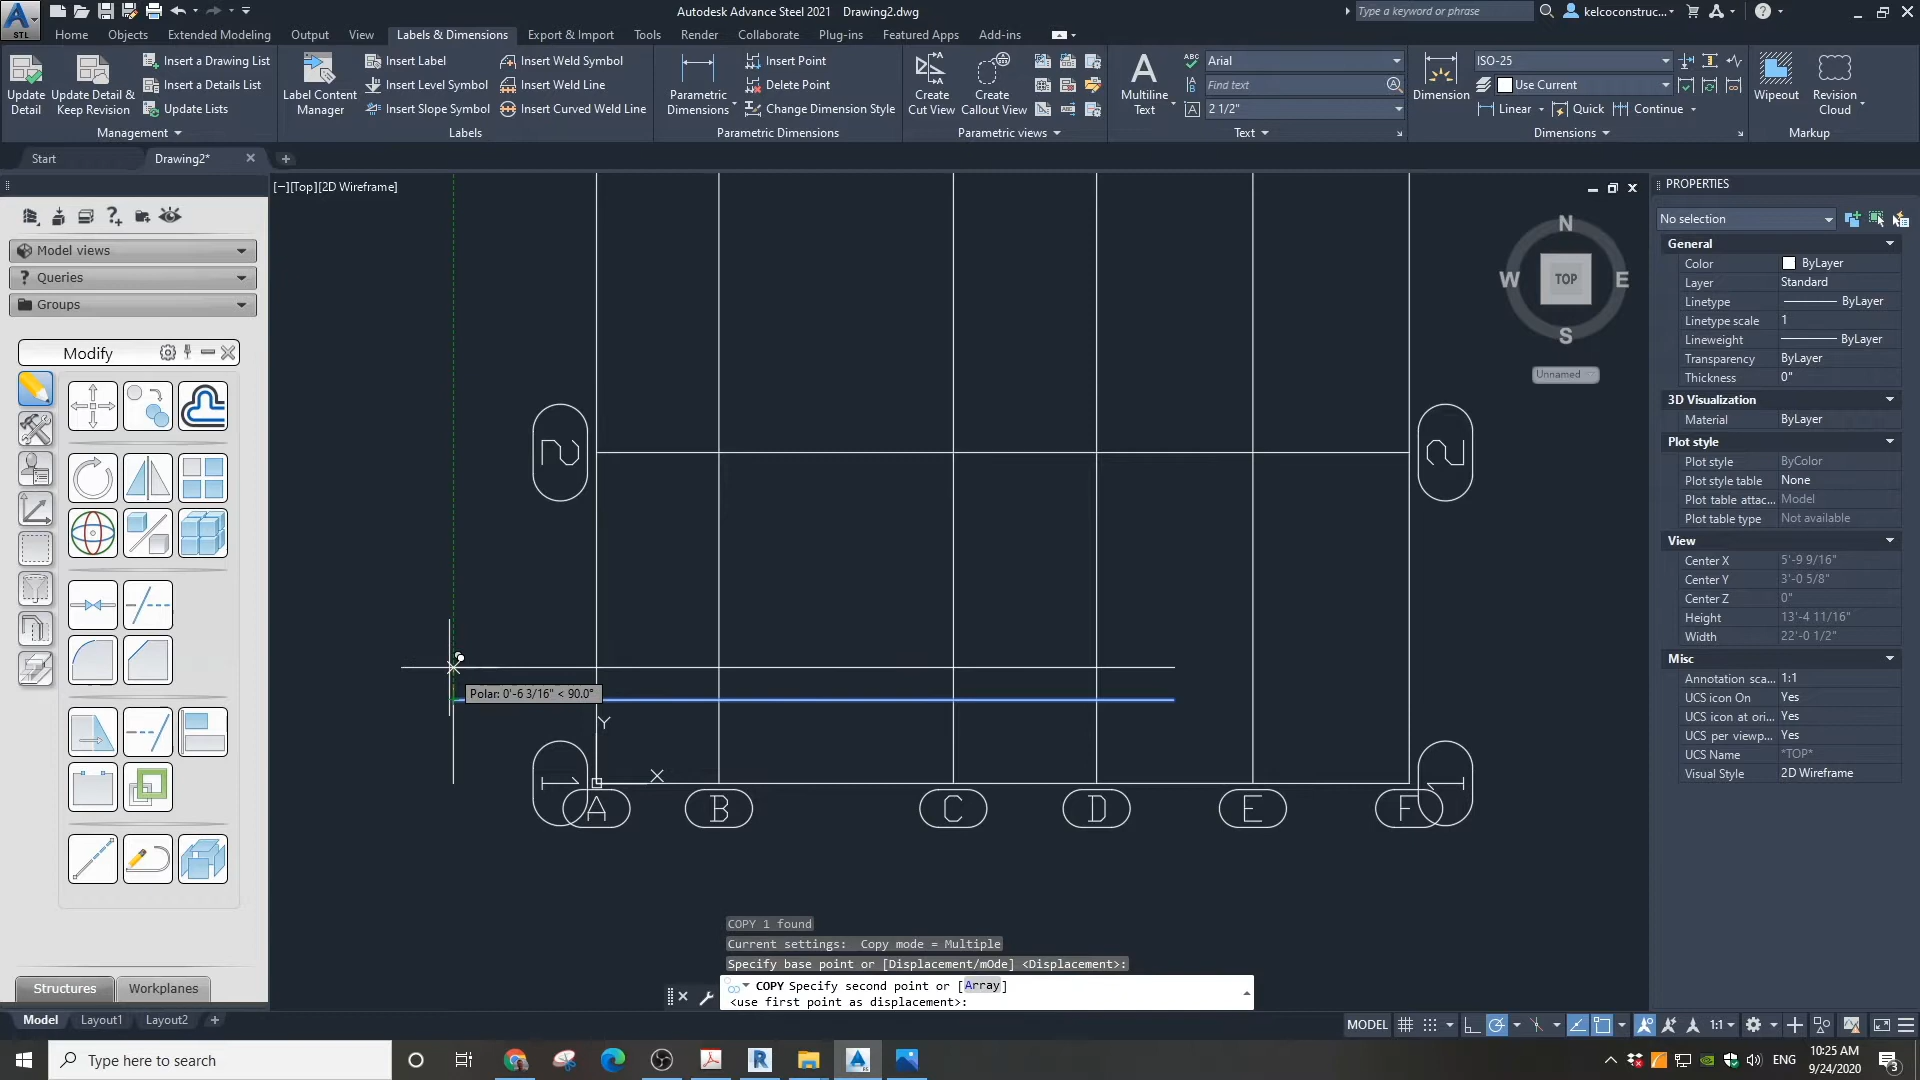 Autodesk Advance Steel 2021 Drawing2.dwg
Type a keyword or phrase
kelcoconstruc...
STL
Home Objects Extended Modeling Output View Labels & Dimensions Export & Import Tools Render Collaborate Plug-ins Featured Apps Add-ins
Update Detail
Update Detail & Keep Revision
Insert a Drawing List
Insert a Details List
Update Lists
Management
Label Content Manager
Insert Label
Insert Level Symbol
Insert Slope Symbol
Insert Weld Symbol
Insert Weld Line
Insert Curved Weld Line
Labels
Parametric Dimensions
Insert Point
Delete Point
Change Dimension Style
Parametric Dimensions
Create Cut View
Create Callout View
Parametric views
Multiline Text
Arial
Find text
2 1/2"
Text
Dimension
ISO-25
Use Current
Linear Quick Continue
Dimensions
Wipeout
Revision Cloud
Markup
Start Drawing2*
[−][Top][2D Wireframe]
Model views
Queries
Groups
Modify
Structures Workplanes
N
W TOP E
S
Unnamed
2 2
Polar: 0'-6 3/16" < 90.0°
Y
X
1 1
A B C D E F
COPY 1 found
Current settings: Copy mode = Multiple
Specify base point or [Displacement/mOde] <Displacement>:
COPY Specify second point or [Array]
<use first point as displacement>:
PROPERTIES
No selection
General
Color ByLayer
Layer Standard
Linetype ByLayer
Linetype scale 1
Lineweight ByLayer
Transparency ByLayer
Thickness 0"
3D Visualization
Material ByLayer
Plot style
Plot style ByColor
Plot style table None
Plot table attac... Model
Plot table type Not available
View
Center X 5'-9 9/16"
Center Y 3'-0 5/8"
Center Z 0"
Height 13'-4 11/16"
Width 22'-0 1/2"
Misc
Annotation sca... 1:1
UCS icon On Yes
UCS icon at ori... Yes
UCS per viewp... Yes
UCS Name *TOP*
Visual Style 2D Wireframe
Model Layout1 Layout2
MODEL
1:1
Type here to search
ENG
10:25 AM
9/24/2020
3